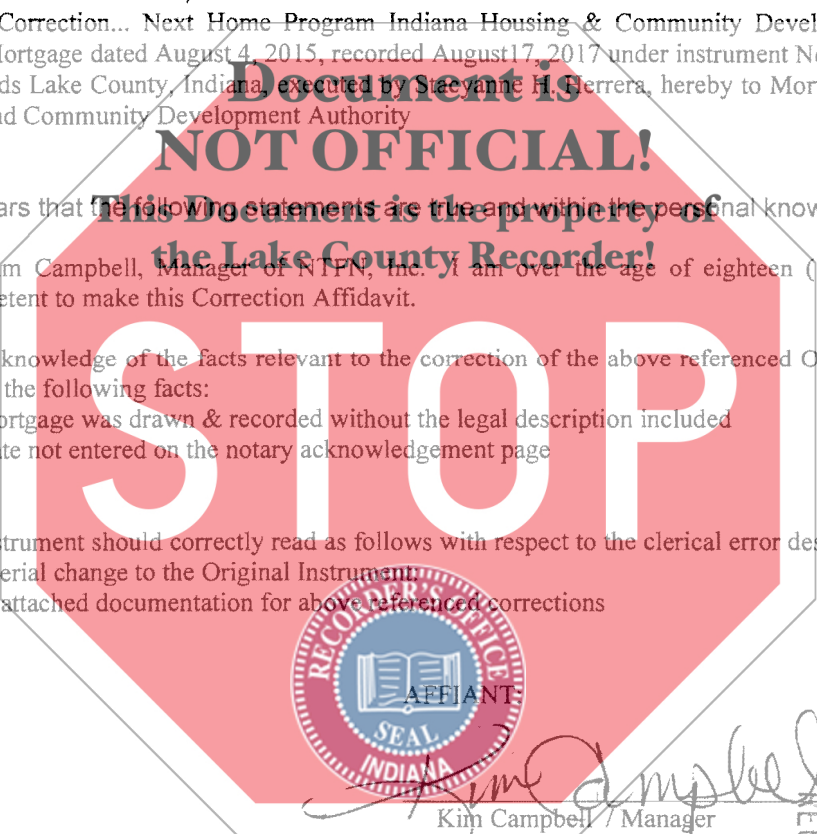 Correction... Next Home Program Indiana Housing & Community Devel
Mortgage dated August 4, 2015, recorded August17, 2017 under instrument N
ds Lake County, Indiana, executed by Staeyanne H. Herrera, hereby to Mor
nd Community Development Authority
Document is
NOT OFFICIAL!
ars that the following statements are true and within the personal know
This Document is the property of
the Lake County Recorder!
m Campbell, Manager of NTFN, Inc. I am over the age of eighteen (
etent to make this Correction Affidavit.
STOP
knowledge of the facts relevant to the correction of the above referenced O
the following facts:
ortgage was drawn & recorded without the legal description included
te not entered on the notary acknowledgement page
strument should correctly read as follows with respect to the clerical error des
erial change to the Original Instrument:
attached documentation for above referenced corrections
RECORDER'S OFFICE
SEAL
INDIANA
AFFIANT:
Kim Campbell
Kim Campbell / Manager